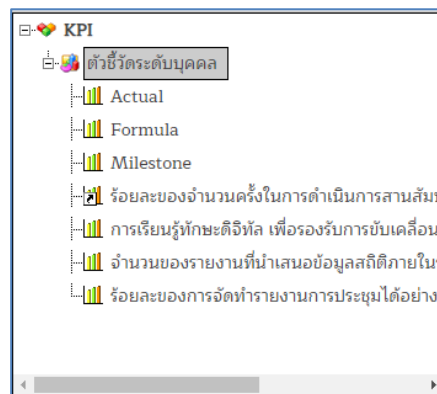 KPI
ตัวชี้วัดระดับบุคคล
Actual
Formula
Milestone
ร้อยละของจำนวนครั้งในการดำเนินการสานสัม
การเรียนรู้ทักษะดิจิทัล เพื่อรองรับการขับเคลื่อน
จำนวนของรายงานที่นำเสนอข้อมูลสถิติภายใน
ร้อยละของการจัดทำรายงานการประชุมได้อย่าง